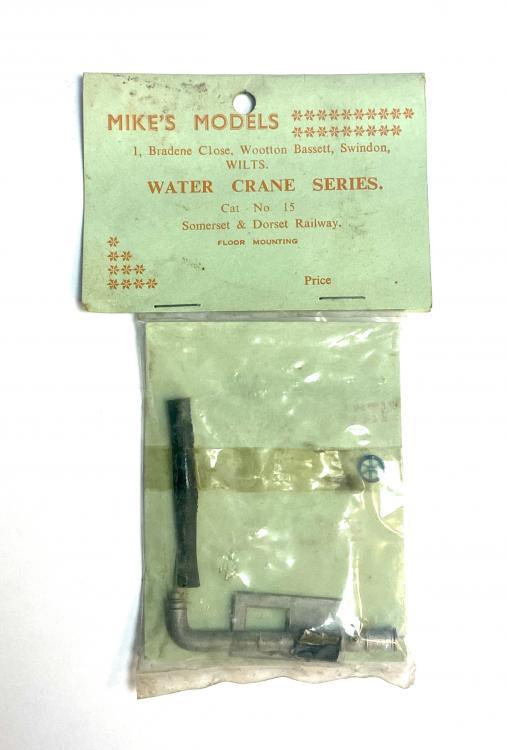 MIKE'S MODELS
1, Bradene Close, Wootton Bassett, Swindon,
WILTS.
WATER CRANE SERIES.
Cat No 15
Somerset & Dorset Railway.
FLOOR MOUNTING
Price